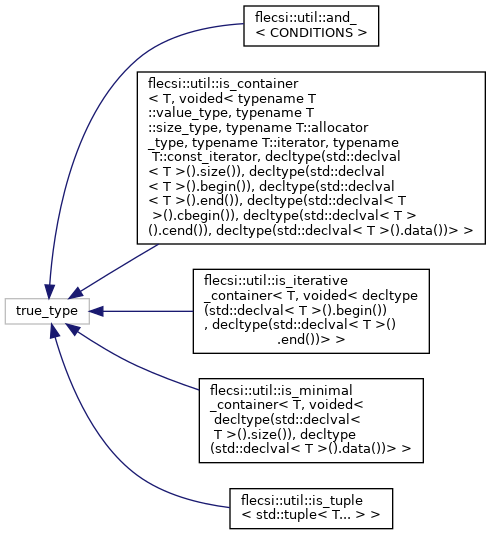 flecsi::util::and_
< CONDITIONS >
flecsi::util::is_container
< T, voided< typename T
::value_type, typename T
::size_type, typename T::allocator
_type, typename T::iterator, typename
T::const_iterator, decltype(std::declval
< T >().size()), decltype(std::declval
< T >().begin()), decltype(std::declval
< T >().end()), decltype(std::declval< T
>().cbegin()), decltype(std::declval< T >
().cend()), decltype(std::declval< T >().data())> >
flecsi::util::is_iterative
_container< T, voided< decltype
(std::declval< T >().begin())
, decltype(std::declval< T >()
.end())> >
true_type
flecsi::util::is_minimal
_container< T, voided<
decltype(std::declval<
T >().size()), decltype
(std::declval< T >().data())> >
flecsi::util::is_tuple
< std::tuple< T... > >